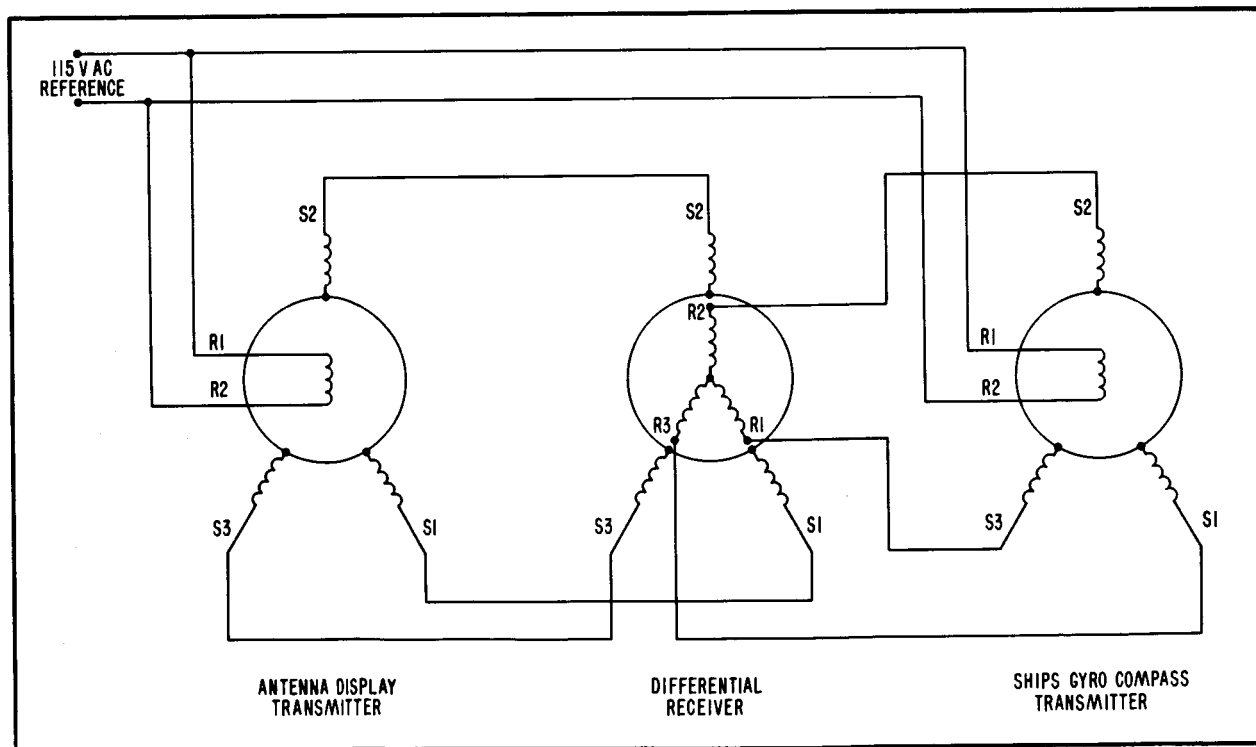 115 V AC
REFERENCE
S2
S2
S2
R1
R2
R2
R3
R1
R1
R2
S3
S1
S3
S1
S3
S1
ANTENNA DISPLAY
TRANSMITTER
DIFFERENTIAL
RECEIVER
SHIPS GYRO COMPASS
TRANSMITTER